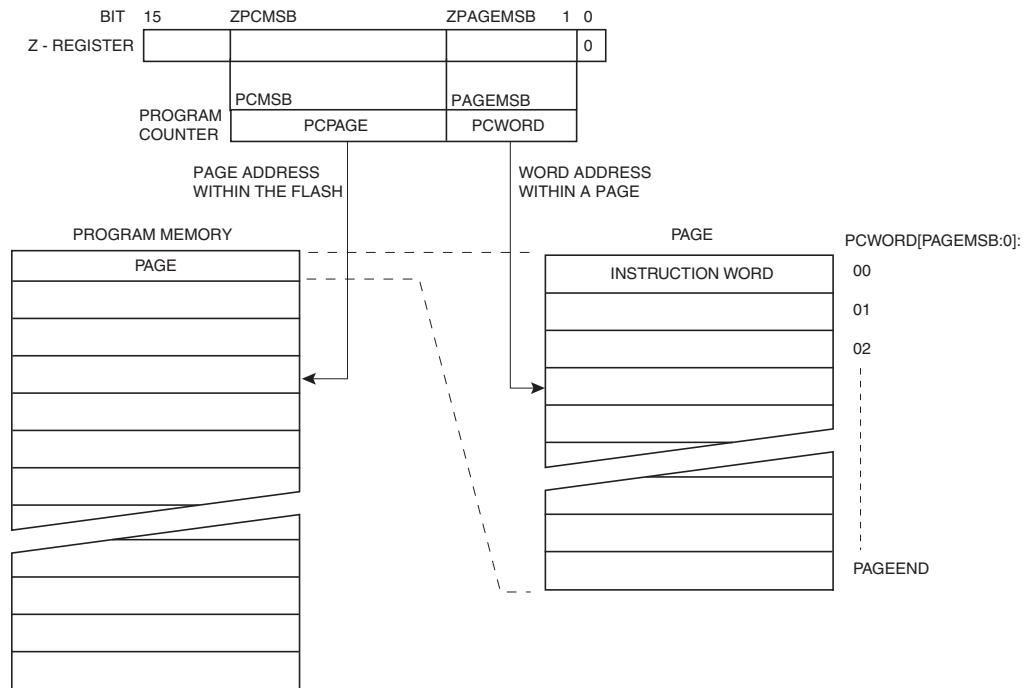 BIT 15 ZPCMSB ZPAGEMSB 1 0
Z - REGISTER 0
PCMSB PAGEMSB
PROGRAM
COUNTER
PCPAGE PCWORD
PAGE ADDRESS
WITHIN THE FLASH
WORD ADDRESS
WITHIN A PAGE
PROGRAM MEMORY
PAGE
PAGE
INSTRUCTION WORD
PCWORD[PAGEMSB:0]:
00
01
02
PAGEEND